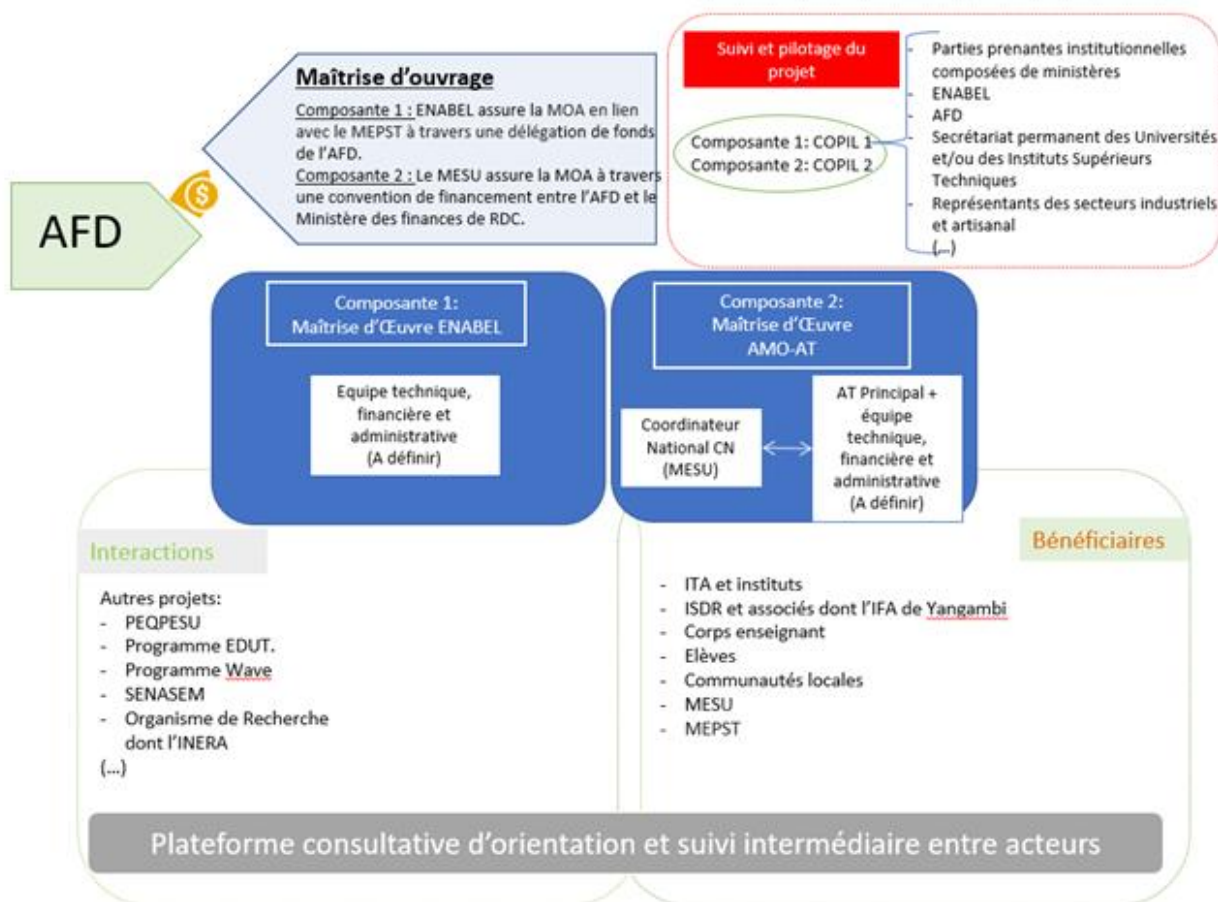 AFD
Maîtrise d’ouvrage
Composante 1 : ENABEL assure la MOA en lien
avec le MEPST à travers une délégation de fonds
de l’AFD.
Composante 2 : Le MESU assure la MOA à travers
une convention de financement entre l’AFD et le
Ministère des finances de RDC.
Suivi et pilotage du
projet
Composante 1: COPIL 1
Composante 2: COPIL 2
- Parties prenantes institutionnelles
composées de ministères
- ENABEL
- AFD
- Secrétariat permanent des Universités
et/ou des Instituts Supérieurs
Techniques
- Représentants des secteurs industriels
et artisanal
(…)
Composante 1:
Maîtrise d’Œuvre ENABEL
Equipe technique,
financière et
administrative
(A définir)
Composante 2:
Maîtrise d’Œuvre
AMO-AT
Coordinateur
National CN
(MESU)
AT Principal +
équipe
technique,
financière et
administrative
(A définir)
Interactions
Autres projets:
- PEQPESU
- Programme EDUT.
- Programme Wave
- SENASEM
- Organisme de Recherche
dont l’INERA
(…)
Bénéficiaires
- ITA et instituts
- ISDR et associés dont l’IFA de Yangambi
- Corps enseignant
- Elèves
- Communautés locales
- MESU
- MEPST
Plateforme consultative d’orientation et suivi intermédiaire entre acteurs